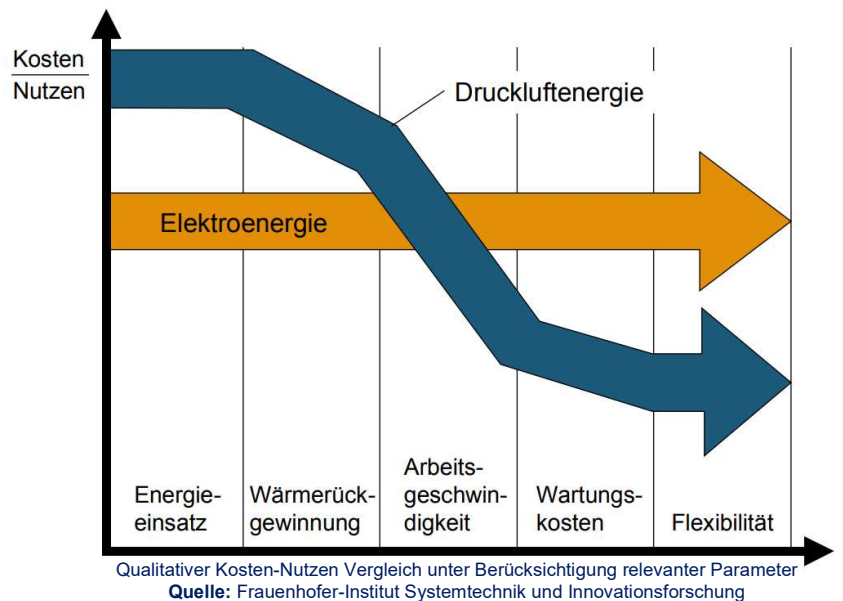 Kosten
Nutzen
Druckluftenergie
Elektroenergie
Energie-
einsatz
Wärmerück-
gewinnung
Arbeits-
geschwin-
digkeit
Wartungs-
kosten
Flexibilität
Qualitativer Kosten-Nutzen Vergleich unter Berücksichtigung relevanter Parameter
Quelle: Frauenhofer-Institut Systemtechnik und Innovationsforschung